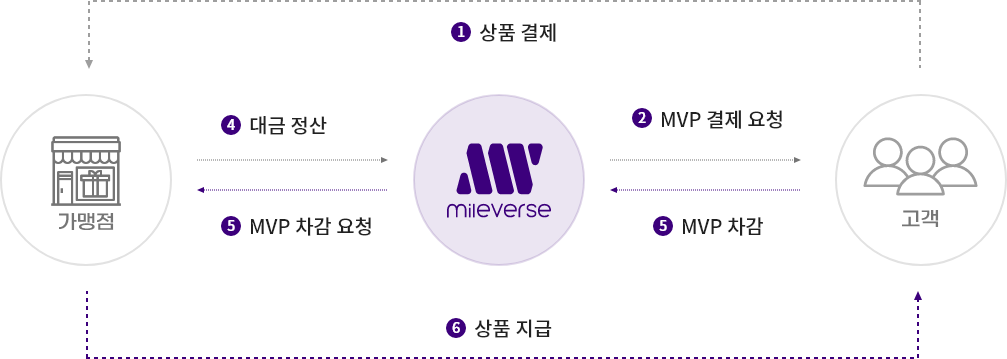 1 상품 결제
4 대금 정산
2 MVP 결제 요청
mileverse
가맹점
고객
5 MVP 차감 요청
5 MVP 차감
6 상품 지급